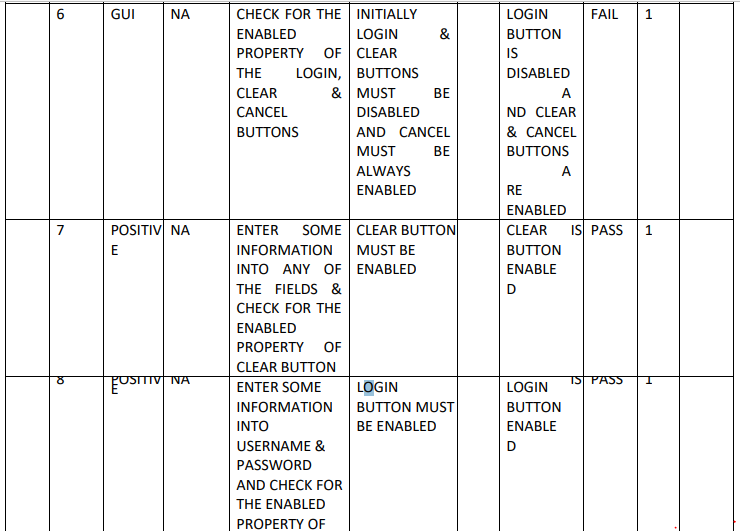 6
GUI
NA
CHECK FOR THE
ENABLED
PROPERTY OF
THE LOGIN,
CLEAR &
CANCEL
BUTTONS
INITIALLY
LOGIN &
CLEAR
BUTTONS
MUST BE
DISABLED
AND CANCEL
MUST BE
ALWAYS
ENABLED
LOGIN
BUTTON
IS
DISABLED
A
ND CLEAR
& CANCEL
BUTTONS
A
RE
ENABLED
FAIL
1
7
POSITIV
E
NA
ENTER SOME
INFORMATION
INTO ANY OF
THE FIELDS &
CHECK FOR THE
ENABLED
PROPERTY OF
CLEAR BUTTON
CLEAR BUTTON
MUST BE
ENABLED
CLEAR IS
BUTTON
ENABLE
D
PASS
1
8
POSITIV
E
NA
ENTER SOME
INFORMATION
INTO
USERNAME &
PASSWORD
AND CHECK FOR
THE ENABLED
PROPERTY OF
LOGIN
BUTTON MUST
BE ENABLED
LOGIN IS
BUTTON
ENABLE
D
PASS
1